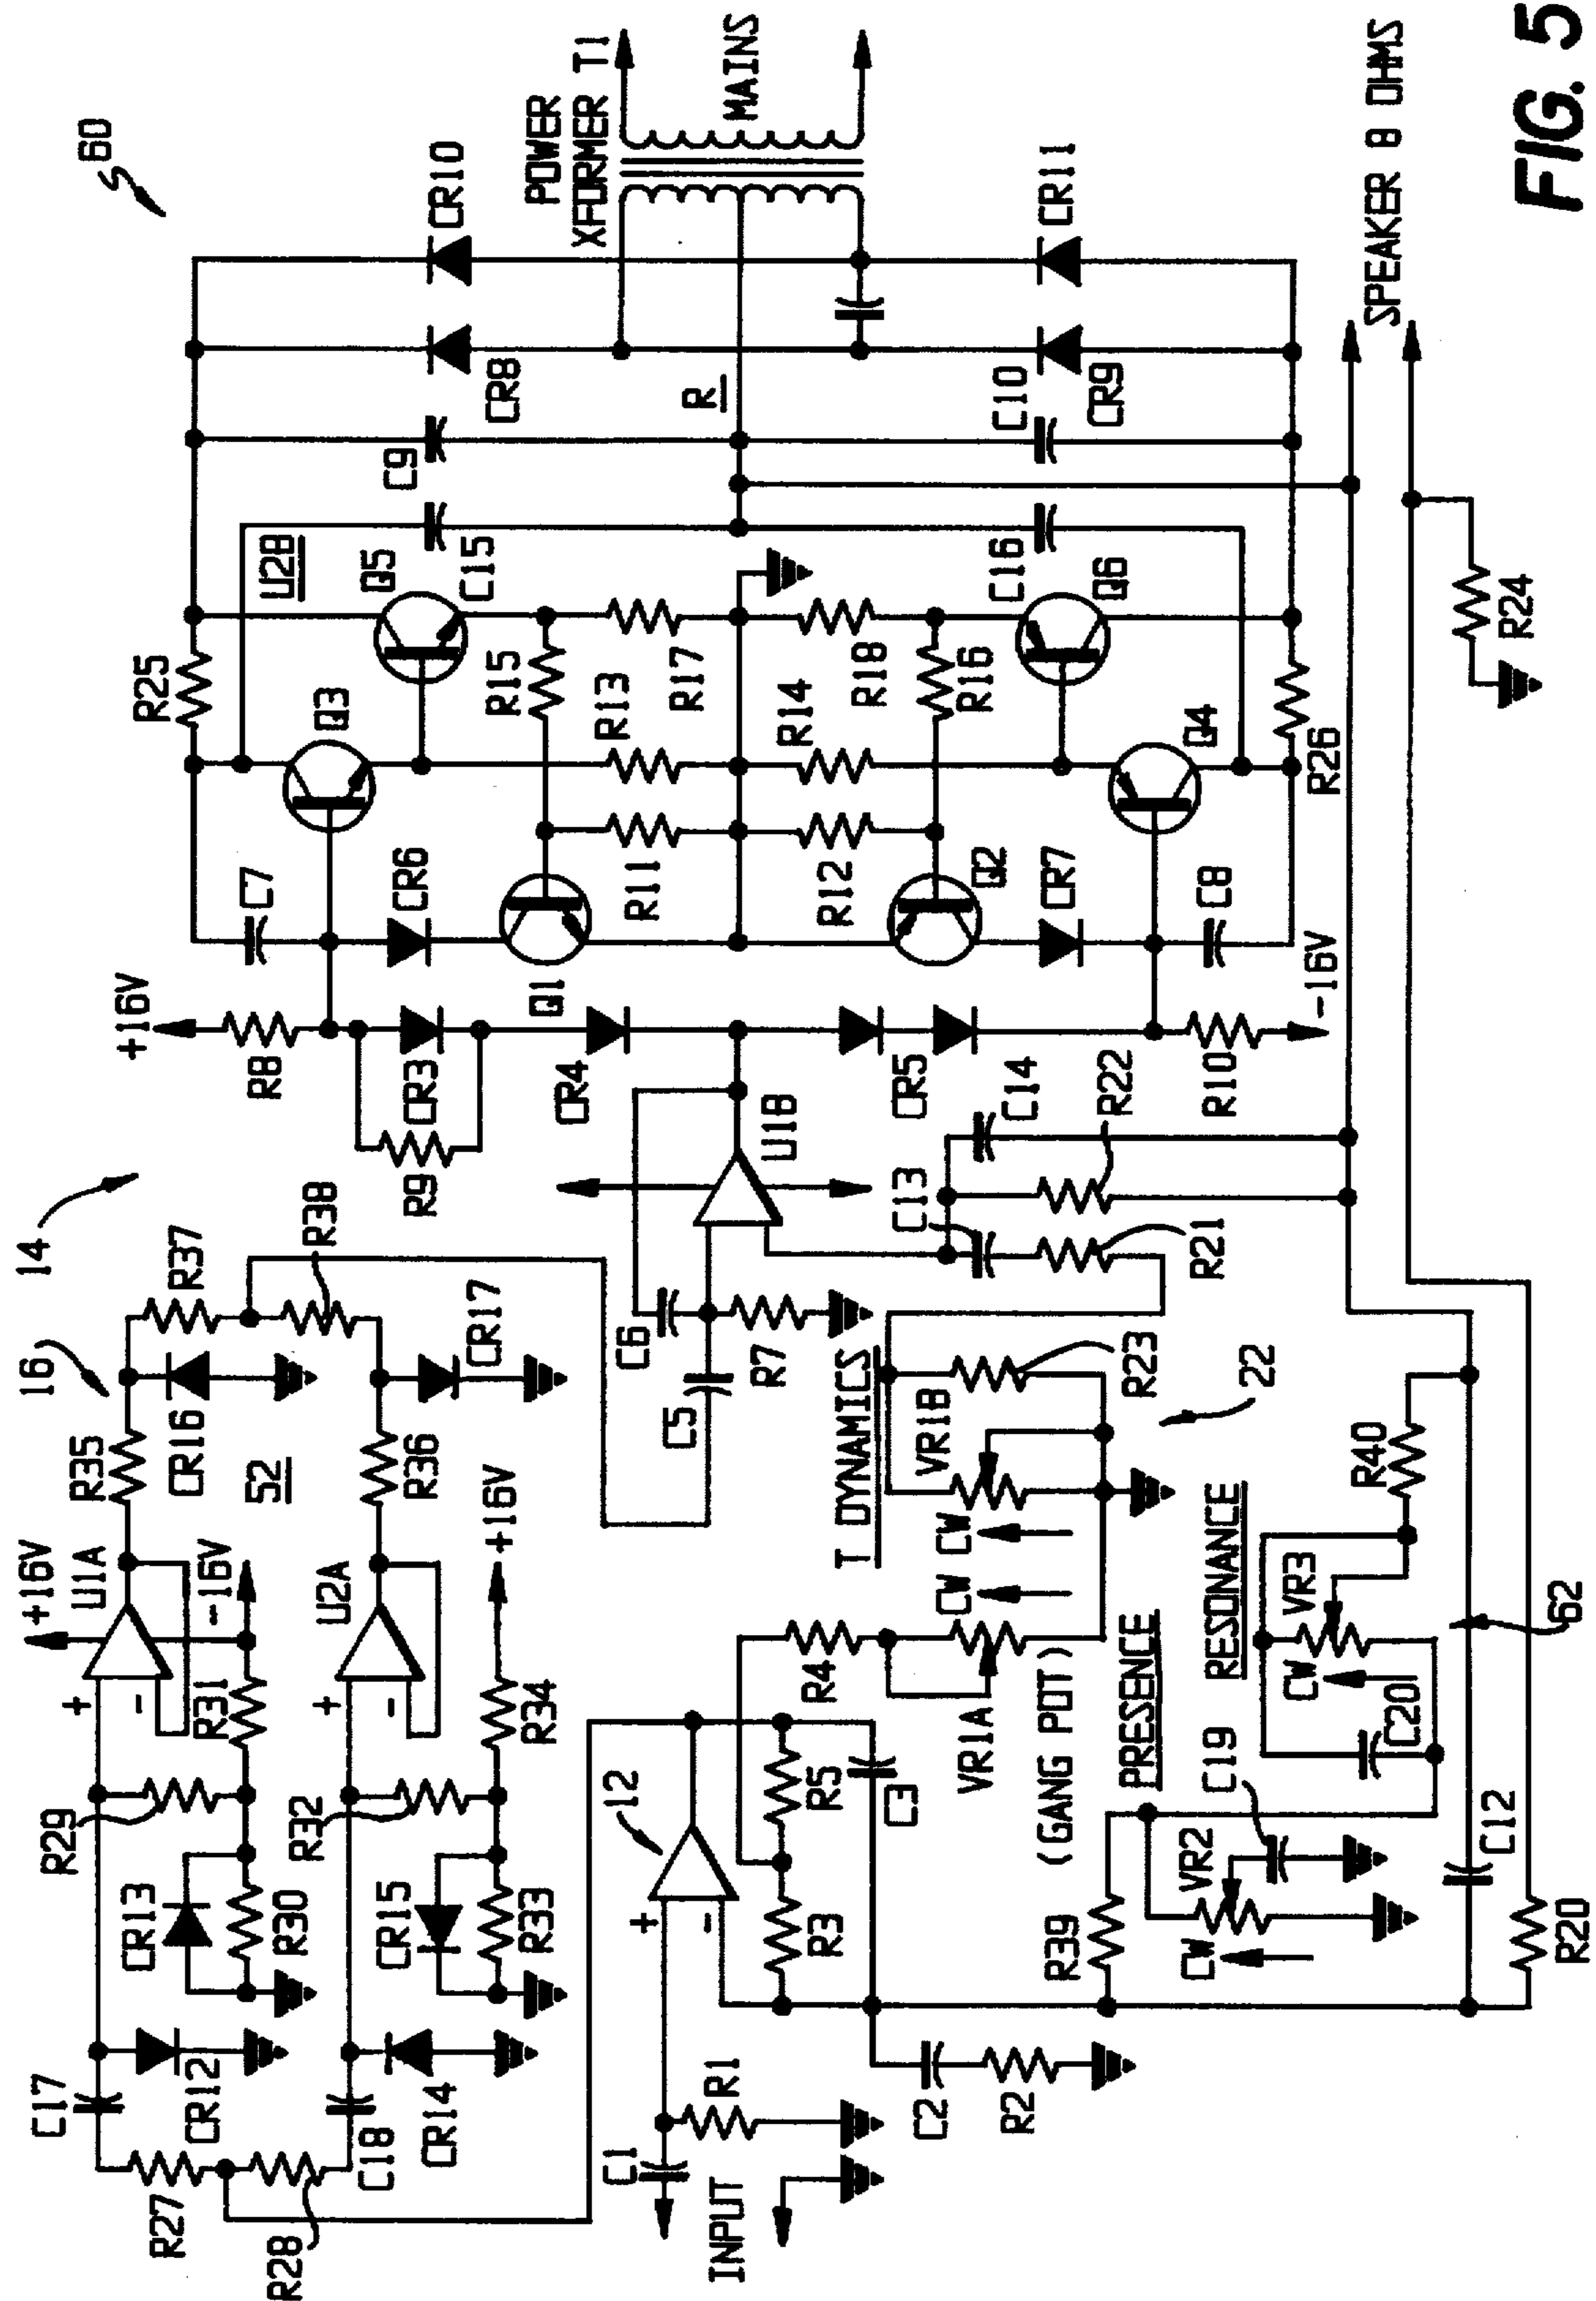 60
14
16
POWER
XFORMER T1
MAINS
CR10
CR11
CR8
CR9
R
C9
C10
U2B
Q5
C15
C16
Q6
R25
Q3
R15
R13
R17
R14
R18
R16
Q4
R26
C7
CR6
Q1
R11
R12
Q2
CR7
C8
+16V
R8
CR3
R9
CR4
CR5
R10
-16V
U1B
C14
R22
C13
R21
SPEAKER 8 OHMS
R24
R37
R38
CR16
CR17
R35
52
R36
+16V
U1A
-16V
U2A
+16V
+
-
R31
+
-
R34
R29
R32
CR13
R30
CR15
R33
C17
CR12
C18
CR14
R27
R28
C6
C5
R7
T DYNAMICS
VR1B
R23
22
CW
CW
R4
VR1A
(GANG POT)
12
+
-
R5
R3
C3
C1
R1
INPUT
C2
R2
PRESENCE
RESONANCE
R40
VR3
CW
C20
C19
VR2
CW
R39
62
C12
R20
FIG. 5